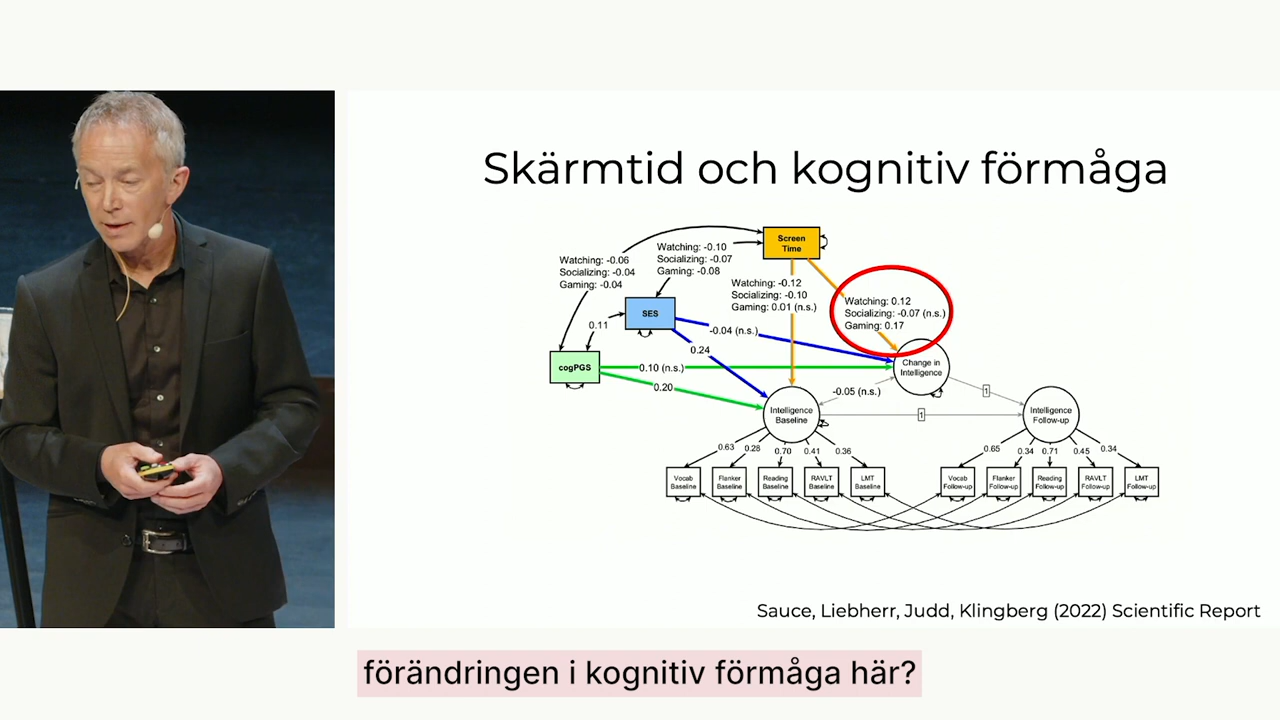 Skärmtid och kognitiv förmåga
Screen
Time
Watching: -0.06
Socializing: -0.04
Gaming: -0.04
Watching: -0.10
Socializing: -0.07
Gaming: -0.08
Watching: -0.12
Socializing: -0.10
Gaming: 0.01 (n.s.)
Watching: 0.12
Socializing: -0.07 (n.s.)
Gaming: 0.17
SES
0.11
-0.04 (n.s.)
0.24
cogPGS
0.10 (n.s.)
0.20
Change in
Intelligence
-0.05 (n.s.)
1
Intelligence
Baseline
1
Intelligence
Follow-up
0.63
0.28
0.70
0.41
0.36
0.65
0.34
0.71
0.45
0.34
Vocab
Baseline
Flanker
Baseline
Reading
Baseline
RAVLT
Baseline
LMT
Baseline
Vocab
Follow-up
Flanker
Follow-up
Reading
Follow-up
RAVLT
Follow-up
LMT
Follow-up
Sauce, Liebherr, Judd, Klingberg (2022) Scientific Report
förändringen i kognitiv förmåga här?